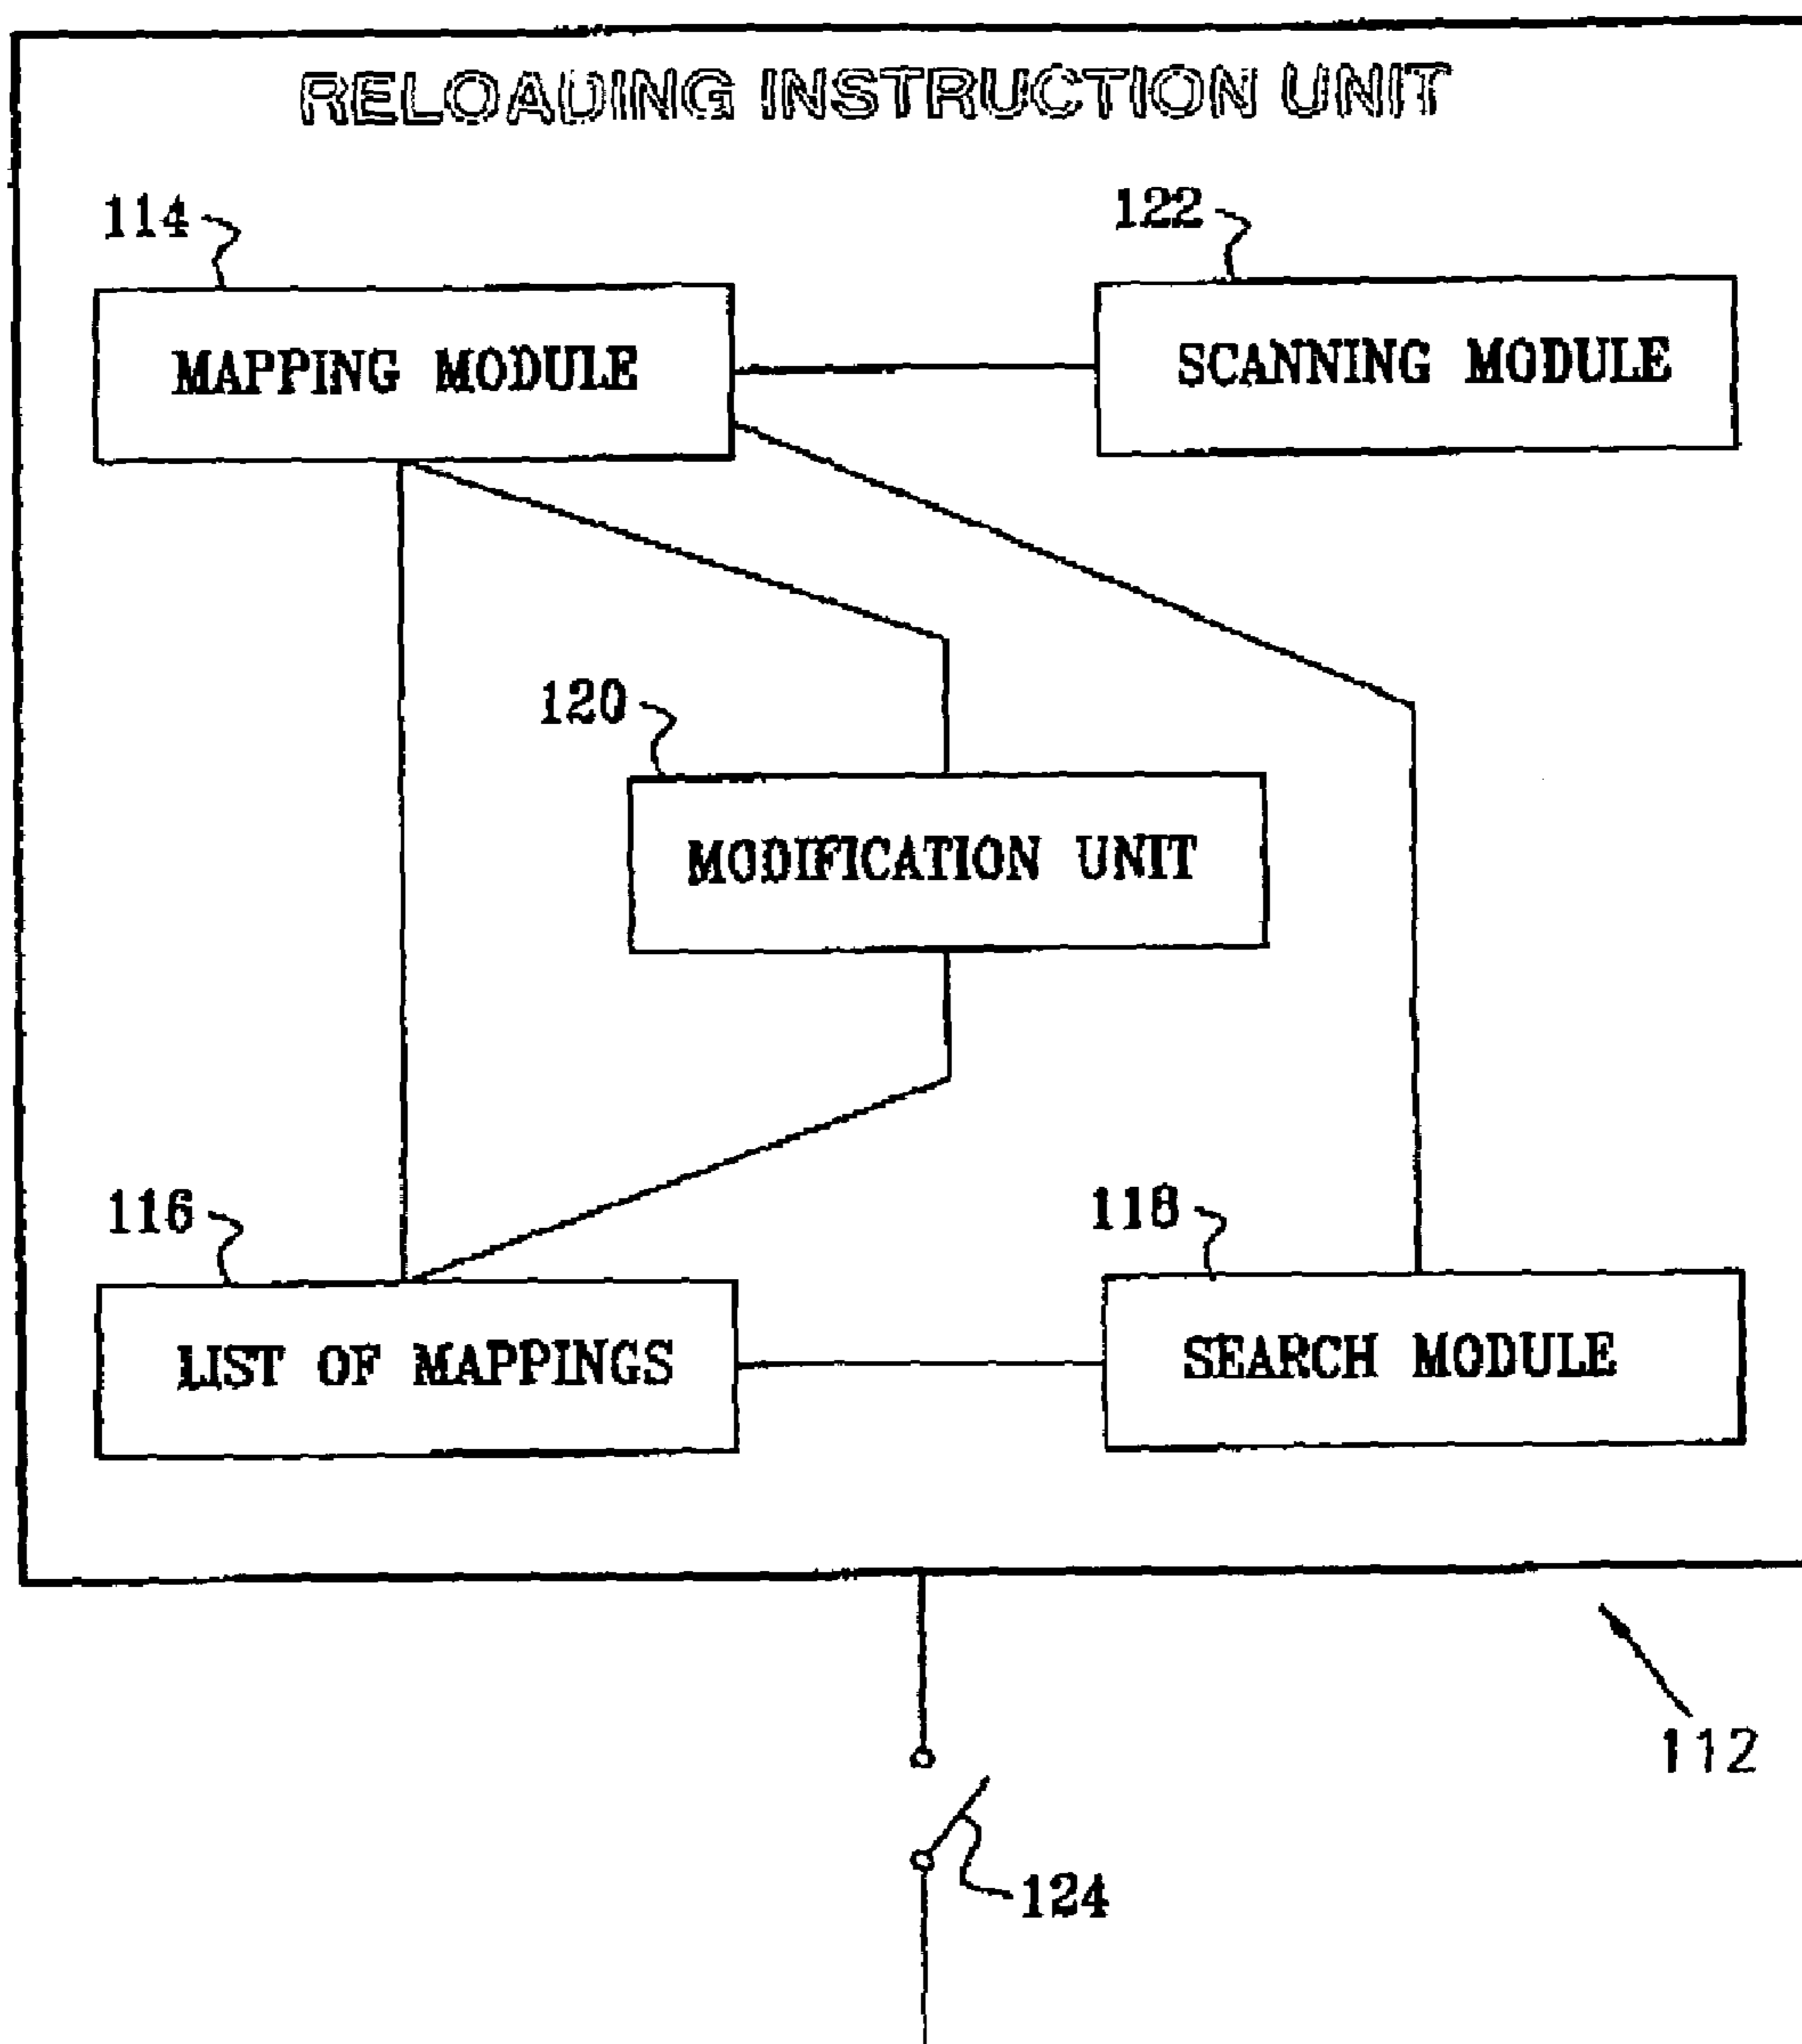 RELOADING INSTRUCTION UNIT
114
122
MAPPING MODULE
SCANNING MODULE
120
MODIFICATION UNIT
116
118
LIST OF MAPPINGS
SEARCH MODULE
112
124